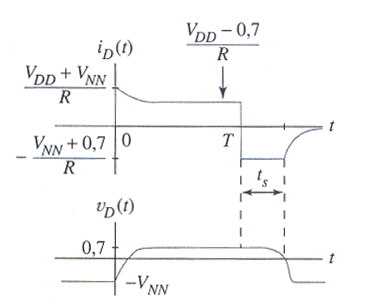 i_D(t)
V_DD − 0,7
R
V_DD + V_NN
R
t
0
T
− V_NN + 0,7
R
t_s
v_D(t)
0,7
t
−V_NN